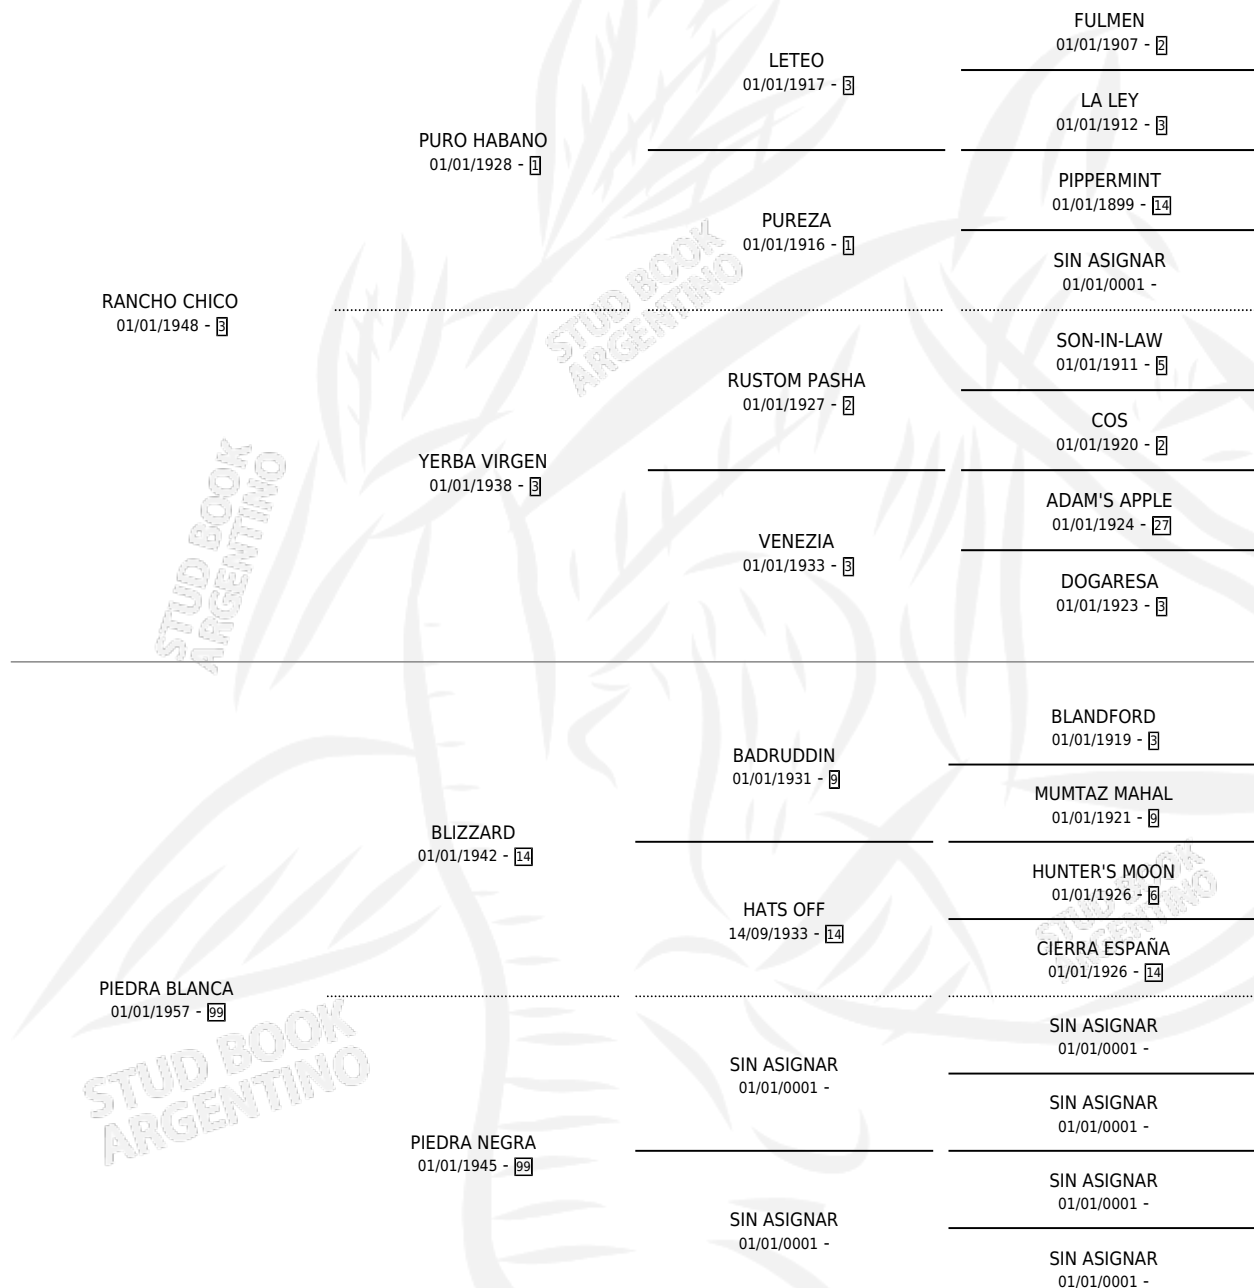 FULMEN
01/01/1907 - 2
LETEO
01/01/1917 - 3
LA LEY
01/01/1912 - 3
PURO HABANO
01/01/1928 - 1
PIPPERMINT
01/01/1899 - 14
PUREZA
01/01/1916 - 1
SIN ASIGNAR
01/01/0001 -
RANCHO CHICO
01/01/1948 - 3
SON-IN-LAW
01/01/1911 - 5
RUSTOM PASHA
01/01/1927 - 2
COS
01/01/1920 - 2
YERBA VIRGEN
01/01/1938 - 3
ADAM'S APPLE
01/01/1924 - 27
VENEZIA
01/01/1933 - 3
DOGARESA
01/01/1923 - 3
STUD BOOK
ARGENTINO
STUD BOOK
ARGENTINO
BLANDFORD
01/01/1919 - 3
BADRUDDIN
01/01/1931 - 9
MUMTAZ MAHAL
01/01/1921 - 9
BLIZZARD
01/01/1942 - 14
HUNTER'S MOON
01/01/1926 - 6
HATS OFF
14/09/1933 - 14
CIERRA ESPAÑA
01/01/1926 - 14
STUD BOOK
ARGENTINO
PIEDRA BLANCA
01/01/1957 - 99
SIN ASIGNAR
01/01/0001 -
SIN ASIGNAR
01/01/0001 -
SIN ASIGNAR
01/01/0001 -
PIEDRA NEGRA
01/01/1945 - 99
SIN ASIGNAR
01/01/0001 -
SIN ASIGNAR
01/01/0001 -
SIN ASIGNAR
01/01/0001 -
STUD BOOK
ARGENTINO